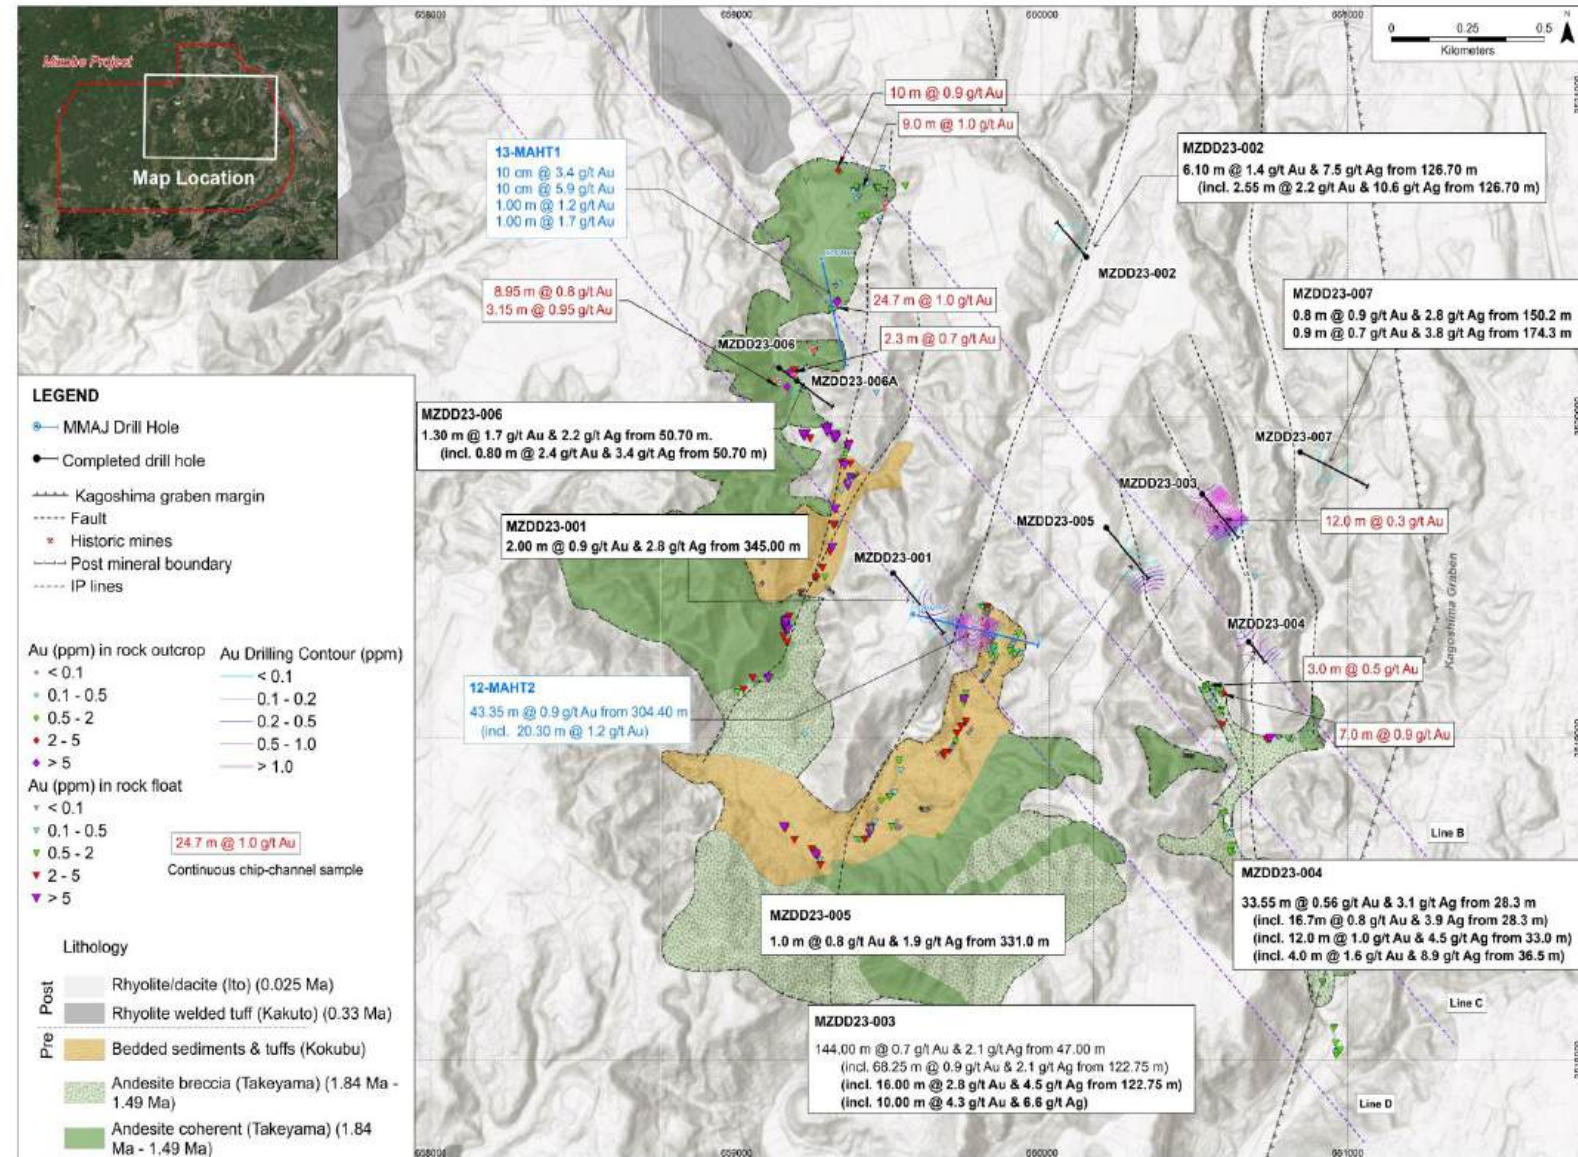 Mizobe Project
Map Location
658000
659000
660000
661000
0 0.25 0.5
Kilometers
N
10 m @ 0.9 g/t Au
9.0 m @ 1.0 g/t Au
13-MAHT1
10 cm @ 3.4 g/t Au
10 cm @ 5.9 g/t Au
1.00 m @ 1.2 g/t Au
1.00 m @ 1.7 g/t Au
MZDD23-002
6.10 m @ 1.4 g/t Au & 7.5 g/t Ag from 126.70 m
(incl. 2.55 m @ 2.2 g/t Au & 10.6 g/t Ag from 126.70 m)
MZDD23-002
8.95 m @ 0.8 g/t Au
3.15 m @ 0.95 g/t Au
24.7 m @ 1.0 g/t Au
2.3 m @ 0.7 g/t Au
MZDD23-007
0.8 m @ 0.9 g/t Au & 2.8 g/t Ag from 150.2 m
0.9 m @ 0.7 g/t Au & 3.8 g/t Ag from 174.3 m
MZDD23-006
MZDD23-006A
MZDD23-006
1.30 m @ 1.7 g/t Au & 2.2 g/t Ag from 50.70 m.
(incl. 0.80 m @ 2.4 g/t Au & 3.4 g/t Ag from 50.70 m)
MZDD23-007
MZDD23-003
MZDD23-005
12.0 m @ 0.3 g/t Au
MZDD23-001
2.00 m @ 0.9 g/t Au & 2.8 g/t Ag from 345.00 m
MZDD23-001
MZDD23-004
Kagoshima Graben
3.0 m @ 0.5 g/t Au
7.0 m @ 0.9 g/t Au
12-MAHT2
43.35 m @ 0.9 g/t Au from 304.40 m
(incl. 20.30 m @ 1.2 g/t Au)
Line B
MZDD23-004
33.55 m @ 0.56 g/t Au & 3.1 g/t Ag from 28.3 m
(incl. 16.7m @ 0.8 g/t Au & 3.9 g/t Ag from 28.3 m)
(incl. 12.0 m @ 1.0 g/t Au & 4.5 g/t Ag from 33.0 m)
(incl. 4.0 m @ 1.6 g/t Au & 8.9 g/t Ag from 36.5 m)
MZDD23-005
1.0 m @ 0.8 g/t Au & 1.9 g/t Ag from 331.0 m
Line C
MZDD23-003
144.00 m @ 0.7 g/t Au & 2.1 g/t Ag from 47.00 m
(incl. 68.25 m @ 0.9 g/t Au & 2.1 g/t Ag from 122.75 m)
(incl. 16.00 m @ 2.8 g/t Au & 4.5 g/t Ag from 122.75 m)
(incl. 10.00 m @ 4.3 g/t Au & 6.6 g/t Ag)
Line D
658000
659000
660000
661000
LEGEND
MMAJ Drill Hole
Completed drill hole
Kagoshima graben margin
Fault
Historic mines
Post mineral boundary
IP lines
Au (ppm) in rock outcrop
< 0.1
0.1 - 0.5
0.5 - 2
2 - 5
> 5
Au Drilling Contour (ppm)
< 0.1
0.1 - 0.2
0.2 - 0.5
0.5 - 1.0
> 1.0
Au (ppm) in rock float
< 0.1
0.1 - 0.5
0.5 - 2
2 - 5
> 5
24.7 m @ 1.0 g/t Au
Continuous chip-channel sample
Lithology
Post
Rhyolite/dacite (Ito) (0.025 Ma)
Rhyolite welded tuff (Kakuto) (0.33 Ma)
Pre
Bedded sediments & tuffs (Kokubu)
Andesite breccia (Takeyama) (1.84 Ma -
1.49 Ma)
Andesite coherent (Takeyama) (1.84
Ma - 1.49 Ma)